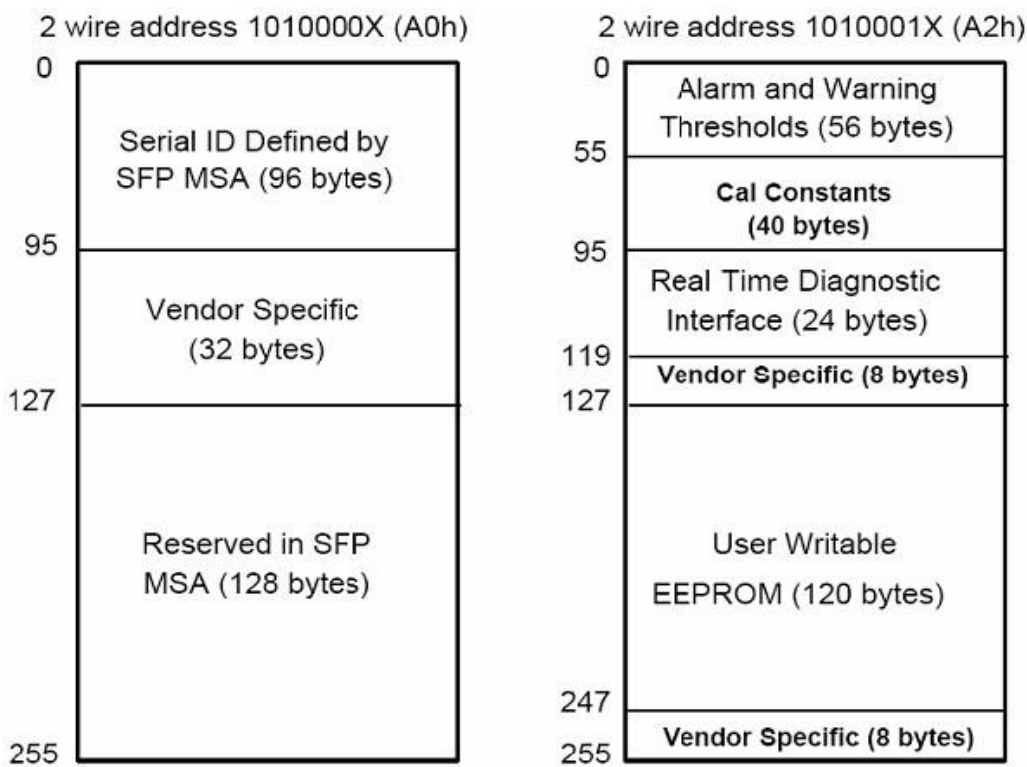 2 wire address 1010000X (A0h)
0
Serial ID Defined by
SFP MSA (96 bytes)
95
Vendor Specific
(32 bytes)
127
Reserved in SFP
MSA (128 bytes)
255
2 wire address 1010001X (A2h)
0
Alarm and Warning
Thresholds (56 bytes)
55
Cal Constants
(40 bytes)
95
Real Time Diagnostic
Interface (24 bytes)
119
Vendor Specific (8 bytes)
127
User Writable
EEPROM (120 bytes)
247
Vendor Specific (8 bytes)
255